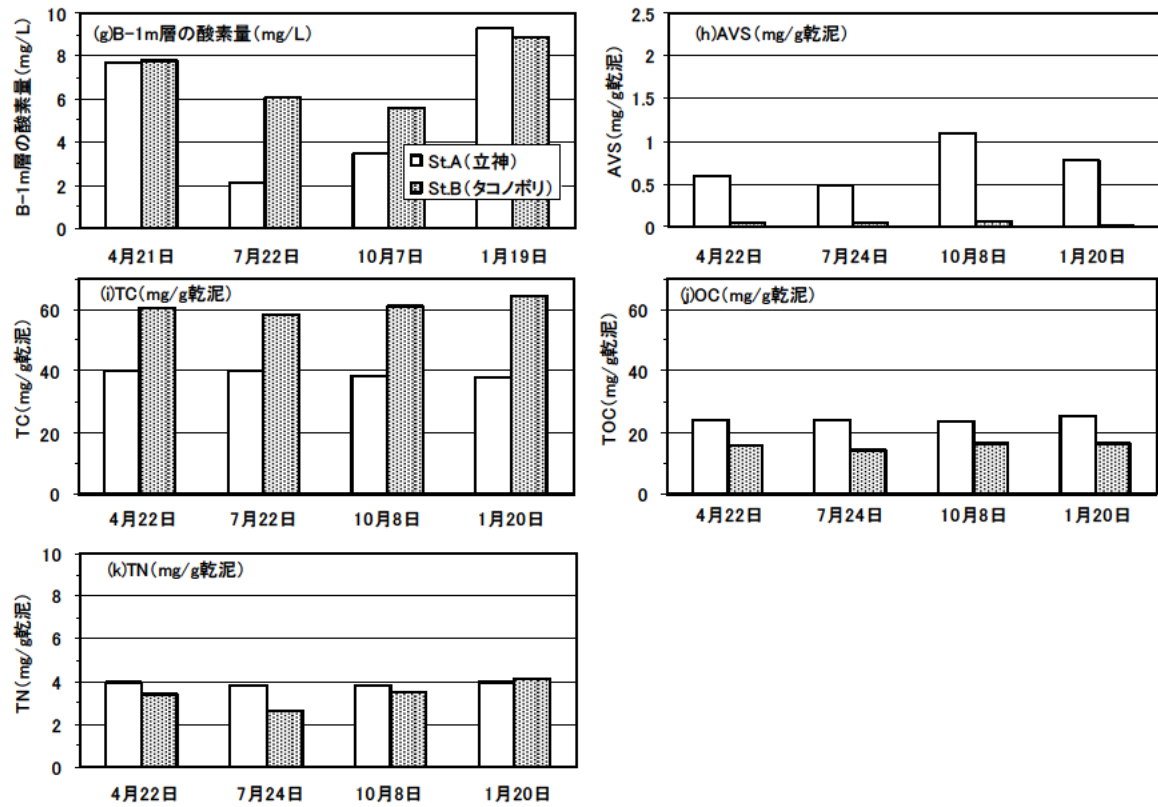 (g)B-1m層の酸素量(mg/L)
B-1m層の酸素量(mg/L)
10
8
6
4
2
0
St.A(立神)
St.B(タコノボリ)
4月21日 7月22日 10月7日 1月19日
(h)AVS(mg/g乾泥)
AVS(mg/g乾泥)
2.5
2
1.5
1
0.5
0
4月22日 7月24日 10月8日 1月20日
(i)TC(mg/g乾泥)
TC(mg/g乾泥)
60
40
20
0
4月22日 7月22日 10月8日 1月20日
(j)OC(mg/g乾泥)
TOC(mg/g乾泥)
60
40
20
0
4月22日 7月24日 10月8日 1月20日
(k)TN(mg/g乾泥)
TN(mg/g乾泥)
10
8
6
4
2
0
4月22日 7月24日 10月8日 1月20日